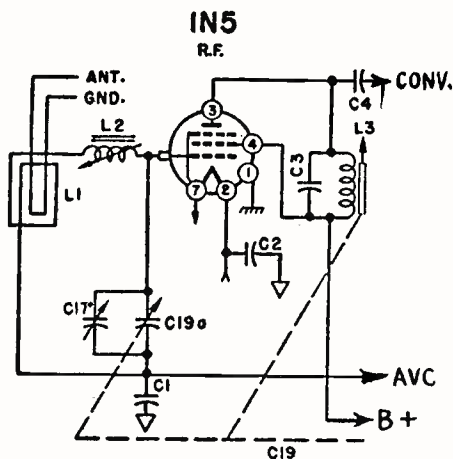 IN5
R.F.
ANT.
GND.
L2
L1
3
4
1
7
2
C4
CONV.
L3
C3
C2
C17
C19a
C1
AVC
B+
C19